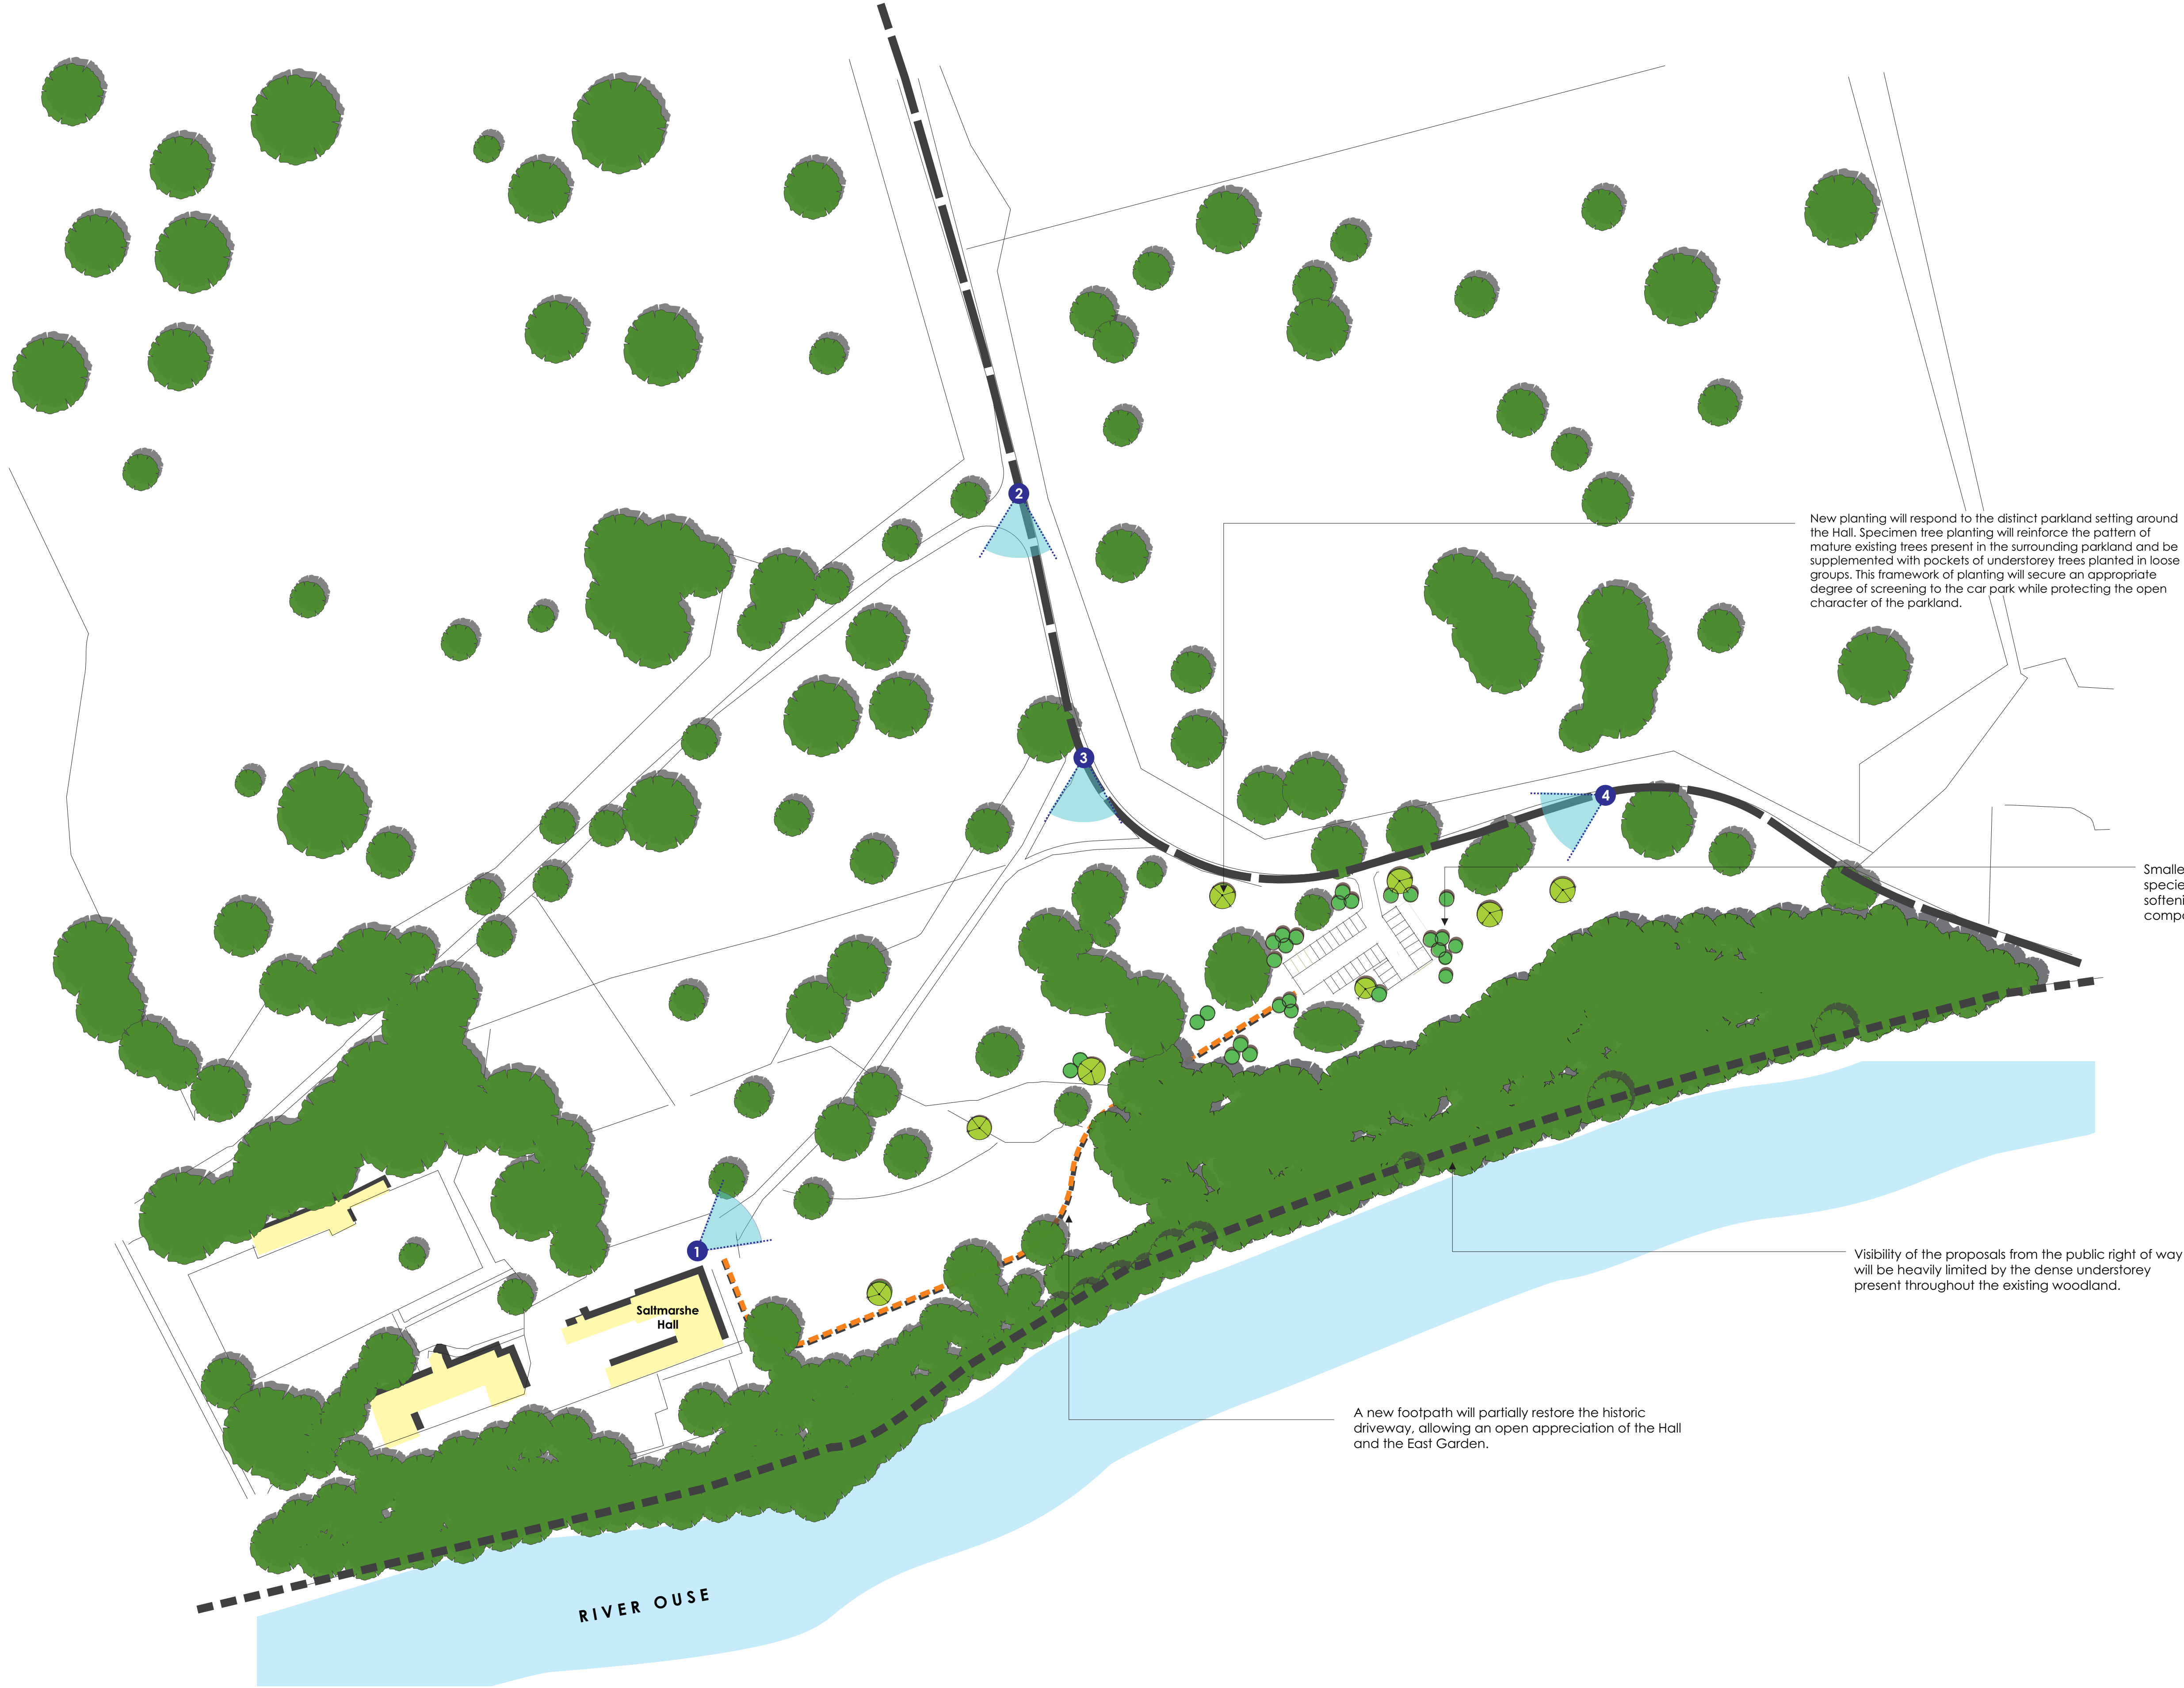 2
New planting will respond to the distinct parkland setting around
the Hall. Specimen tree planting will reinforce the pattern of
mature existing trees present in the surrounding parkland and be
supplemented with pockets of understorey trees planted in loose
groups. This framework of planting will secure an appropriate
degree of screening to the car park while protecting the open
character of the parkland.
3
4
1
Saltmarshe
Hall
Visibility of the proposals from the public right of way
will be heavily limited by the dense understorey
present throughout the existing woodland.
A new footpath will partially restore the historic
driveway, allowing an open appreciation of the Hall
and the East Garden.
RIVER OUSE